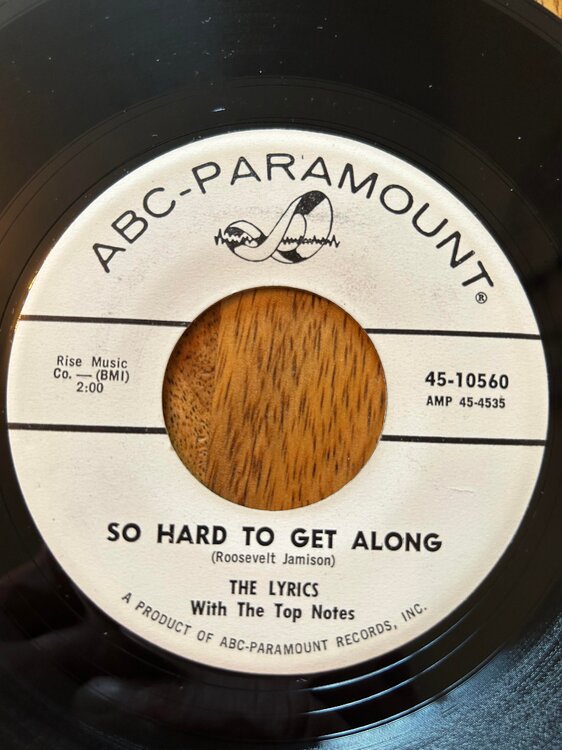 ABC-PARAMOUNT®
Rise Music
Co. — (BMI)
2:00
45-10560
AMP 45-4535
SO HARD TO GET ALONG
(Roosevelt Jamison)
THE LYRICS
With The Top Notes
A PRODUCT OF ABC-PARAMOUNT RECORDS, INC.